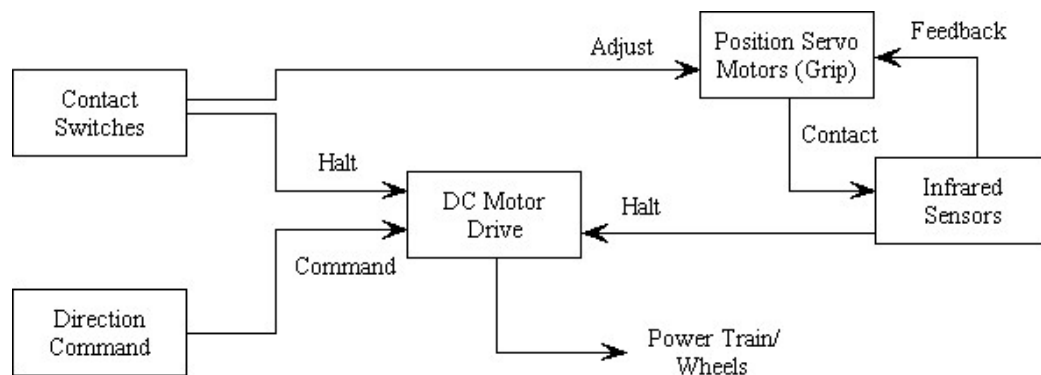 Adjust
Position Servo
Motors (Grip)
Feedback
Contact
Switches
Contact
Halt
DC Motor
Drive
Halt
Infrared
Sensors
Command
Direction
Command
Power Train/
Wheels